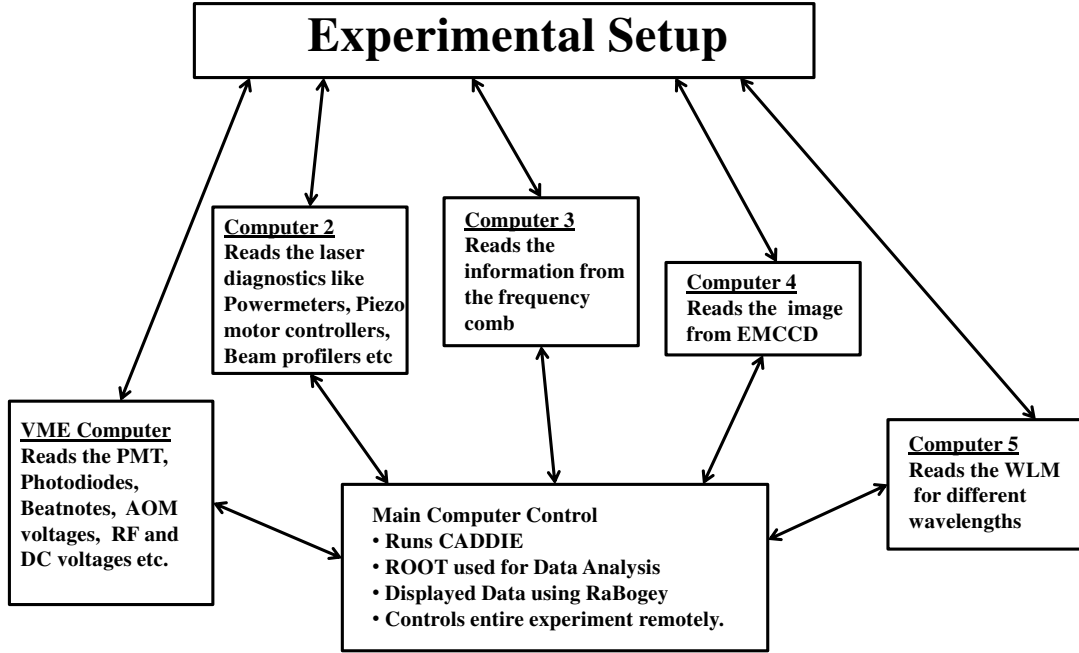 Experimental Setup
Computer 2
Reads the laser
diagnostics like
Powermeters, Piezo
motor controllers,
Beam profilers etc
Computer 3
Reads the
information from
the frequency
comb
Computer 4
Reads the image
from EMCCD
VME Computer
Reads the PMT,
Photodiodes,
Beatnotes, AOM
voltages, RF and
DC voltages etc.
Computer 5
Reads the WLM
for different
wavelengths
Main Computer Control
• Runs CADDIE
• ROOT used for Data Analysis
• Displayed Data using RaBogey
• Controls entire experiment remotely.